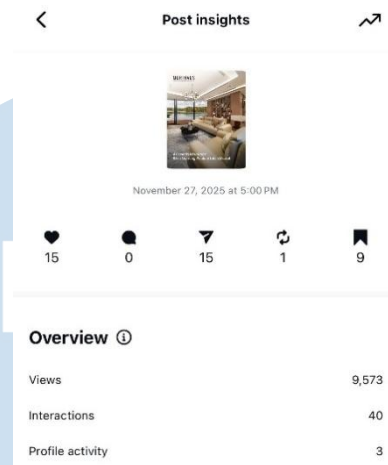 Post insights
November 27, 2025 at 5:00 PM
15 0 15 1 9
Overview
Views 9,573
Interactions 40
Profile activity 3